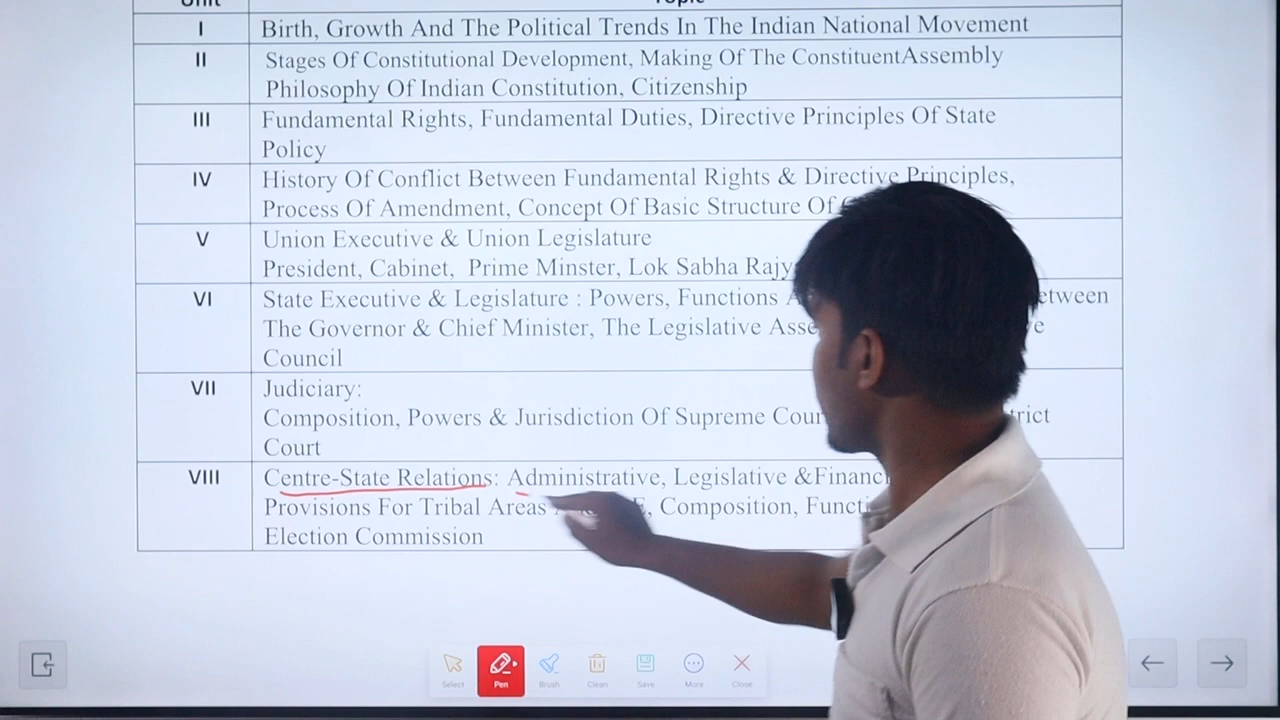 Unit Topic
I Birth, Growth And The Political Trends In The Indian National Movement
II Stages Of Constitutional Development, Making Of The ConstituentAssembly
Philosophy Of Indian Constitution, Citizenship
III Fundamental Rights, Fundamental Duties, Directive Principles Of State
Policy
IV History Of Conflict Between Fundamental Rights & Directive Principles,
Process Of Amendment, Concept Of Basic Structure Of
V Union Executive & Union Legislature
President, Cabinet, Prime Minster, Lok Sabha
VI State Executive & Legislature : Powers, Functions
The Governor & Chief Minister, The Legislative
Council
VII Judiciary:
Composition, Powers & Jurisdiction Of Supreme
Court
VIII Centre-State Relations: Administrative, Legislative
Provisions For Tribal Areas Composition,
Election Commission
Select Pen Brush Clean Save More Close